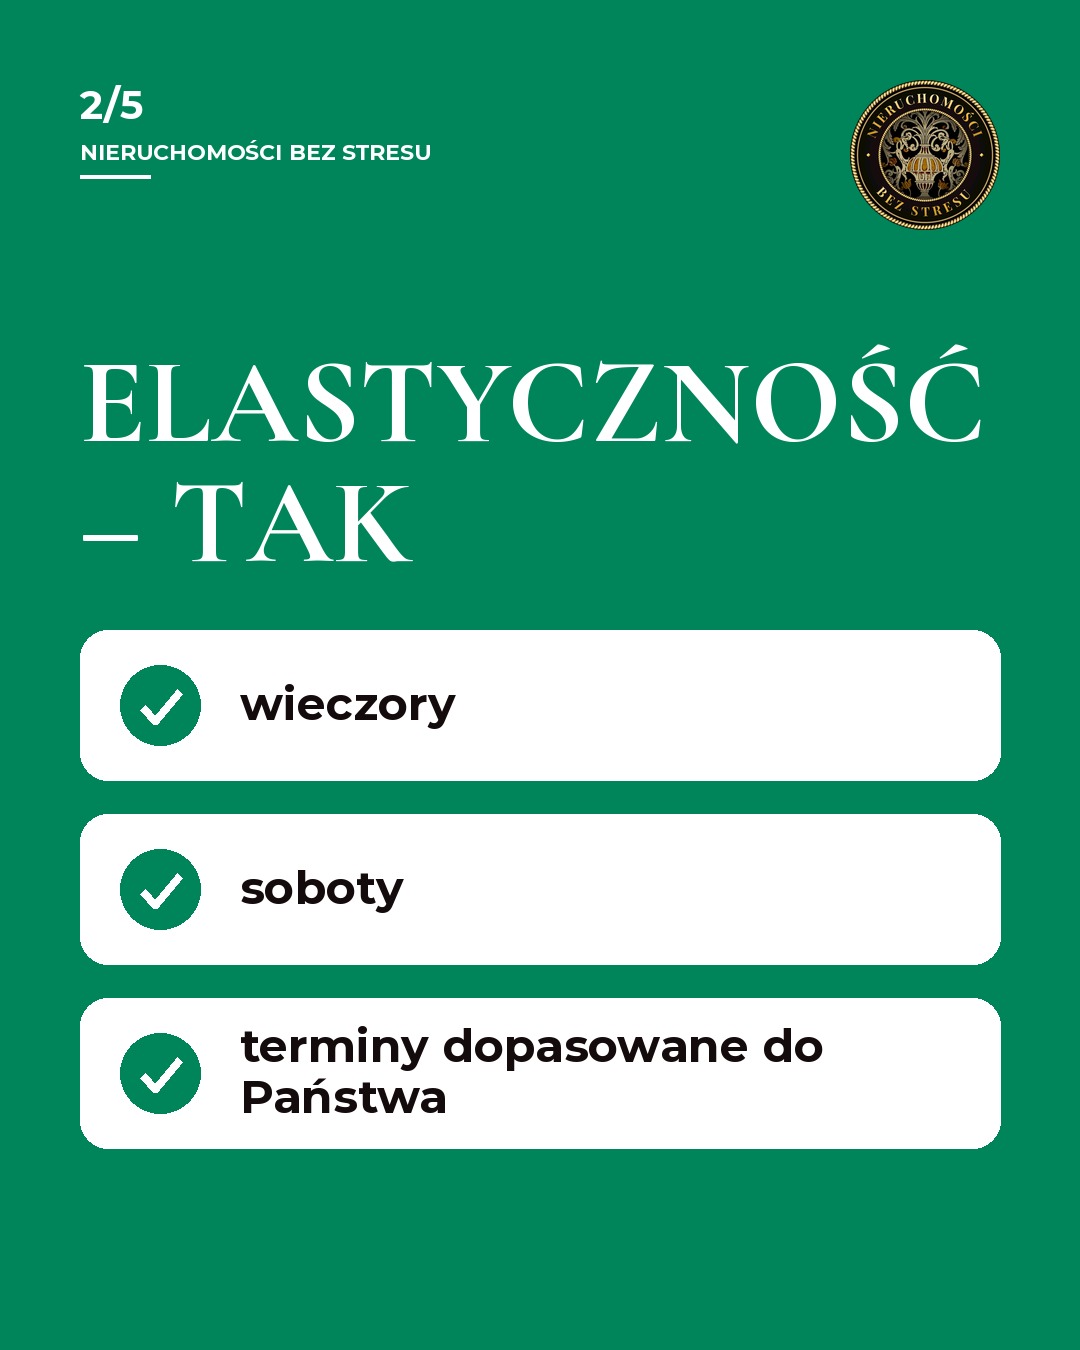 2/5
NIERUCHOMOŚCI BEZ STRESU
NIERUCHOMOŚCI
BEZ STRESU
ELASTYCZNOŚĆ
– TAK
wieczory
soboty
terminy dopasowane do
Państwa